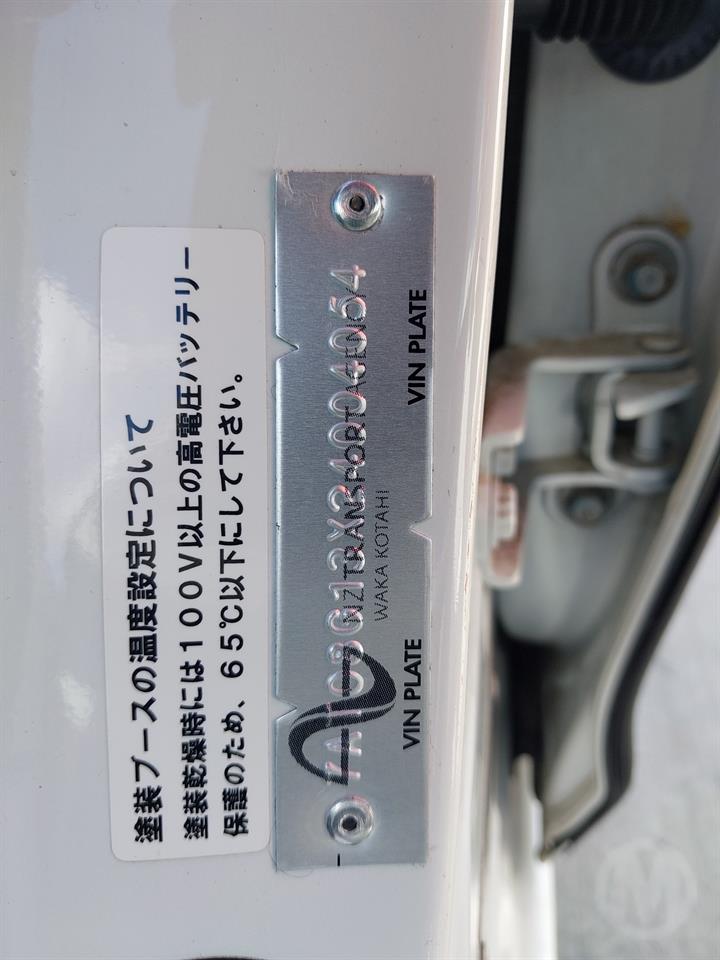 塗装ブースの温度設定について
塗装乾燥時には100V以上の高電圧バッテリー
保護のため、65℃以下にして下さい。
7AT08G13X24004054
NZ TRANSPORT AGENCY
WAKA KOTAHI
VIN PLATE VIN PLATE
M